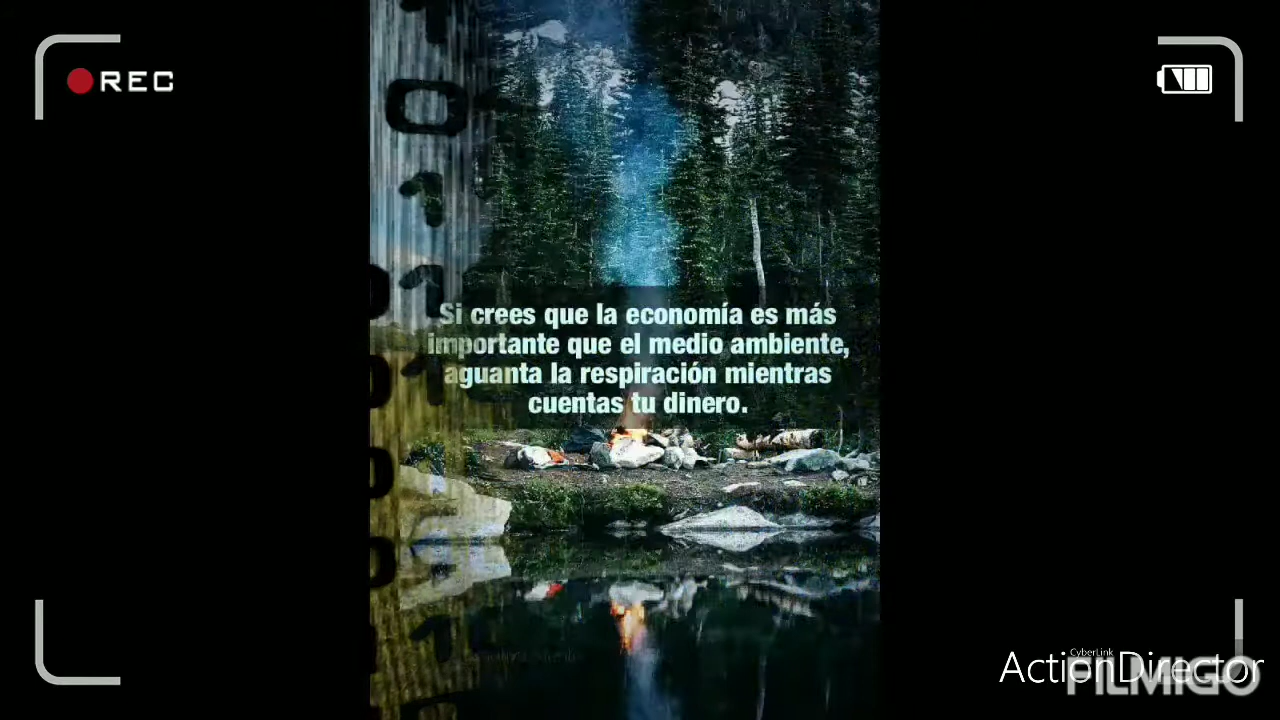 REC
Si crees que la economía es más
importante que el medio ambiente,
aguanta la respiración mientras
cuentas tu dinero.
CyberLink
ActionDirector
FILMIGO